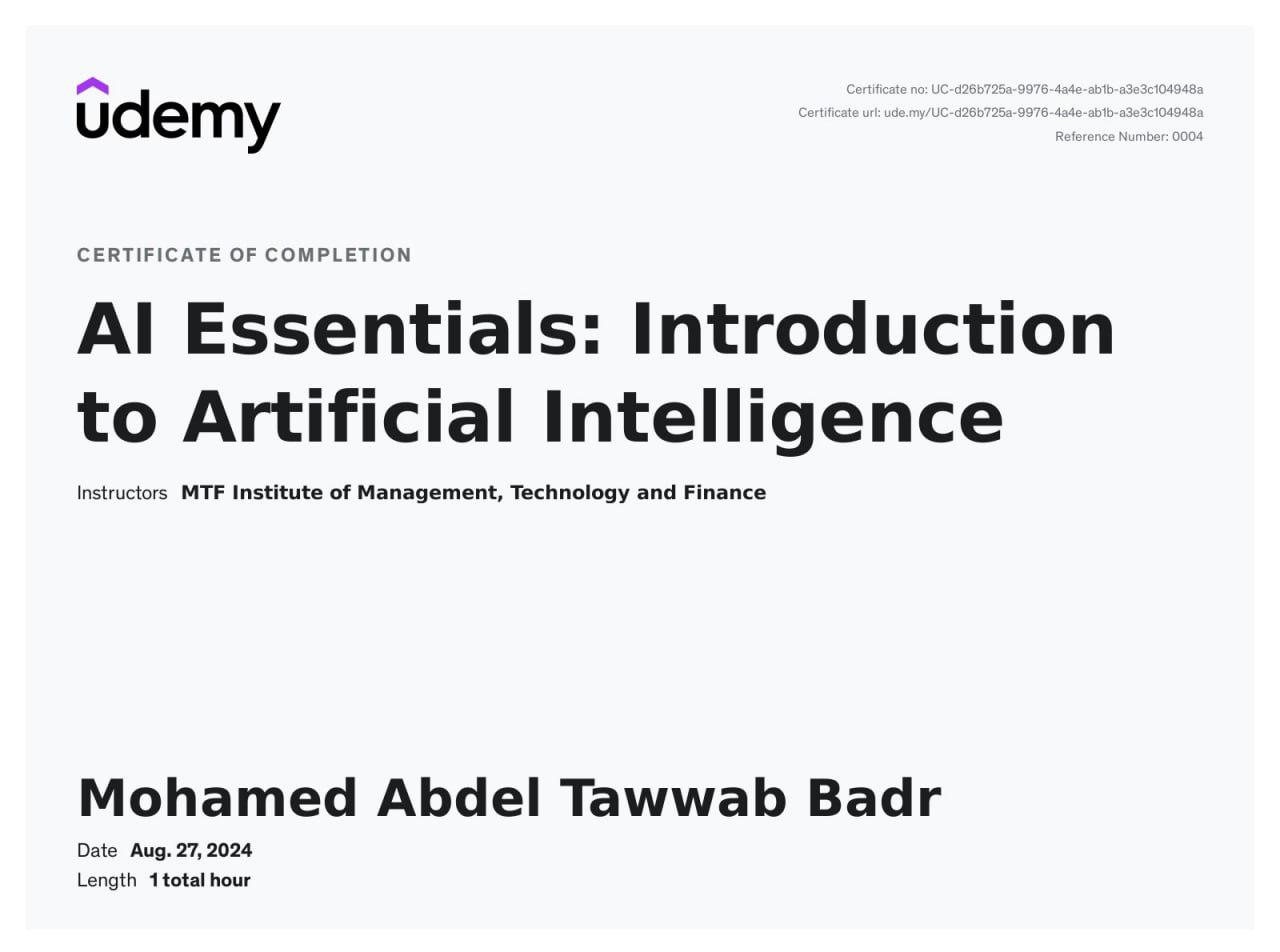 udemy
Certificate no: UC-d26b725a-9976-4a4e-ab1b-a3e3c104948a
Certificate url: ude.my/UC-d26b725a-9976-4a4e-ab1b-a3e3c104948a
Reference Number: 0004
CERTIFICATE OF COMPLETION
AI Essentials: Introduction
to Artificial Intelligence
Instructors MTF Institute of Management, Technology and Finance
Mohamed Abdel Tawwab Badr
Date Aug. 27, 2024
Length 1 total hour